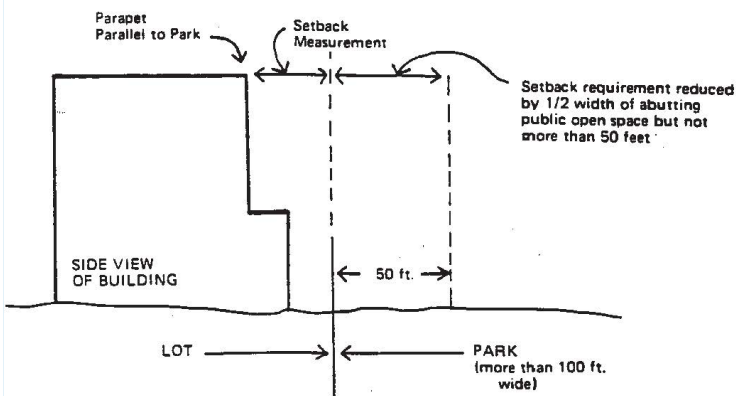 Parapet
Parallel to Park
Setback
Measurement
Setback requirement reduced
by 1/2 width of abutting
public open space but not
more than 50 feet
SIDE VIEW
OF BUILDING
50 ft.
LOT
PARK
(more than 100 ft.
wide)